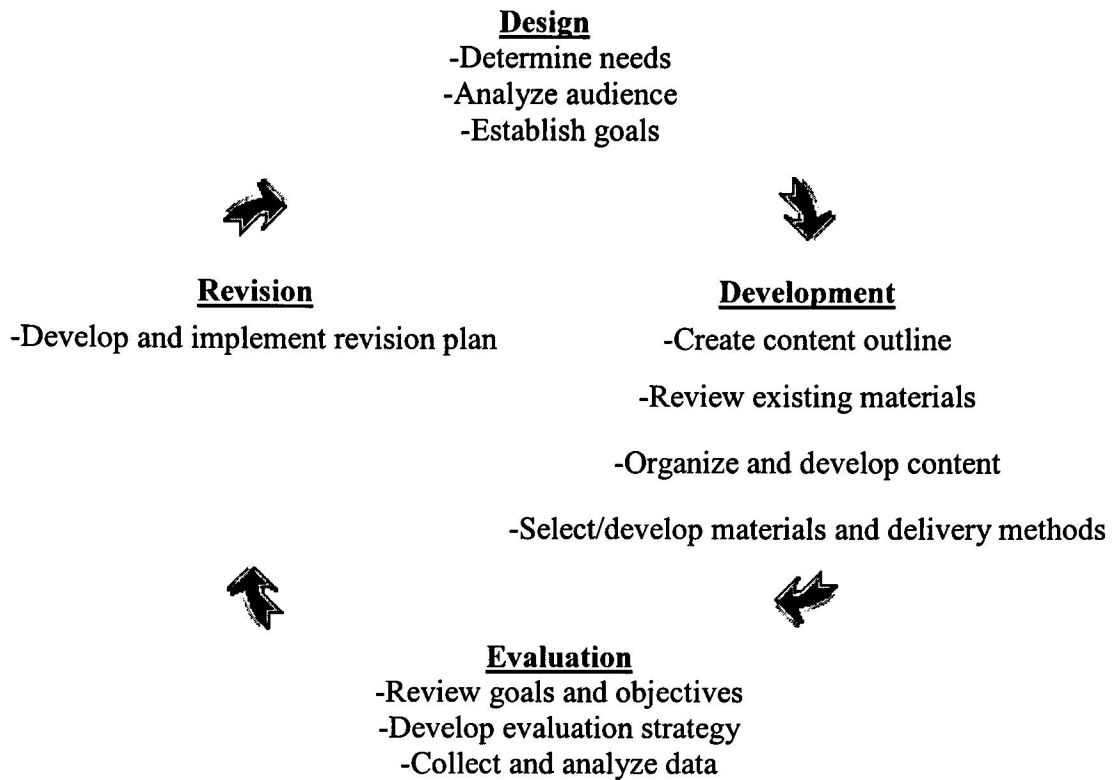 Design
-Determine needs
-Analyze audience
-Establish goals
Revision
-Develop and implement revision plan
Development
-Create content outline
-Review existing materials
-Organize and develop content
-Select/develop materials and delivery methods
Evaluation
-Review goals and objectives
-Develop evaluation strategy
-Collect and analyze data